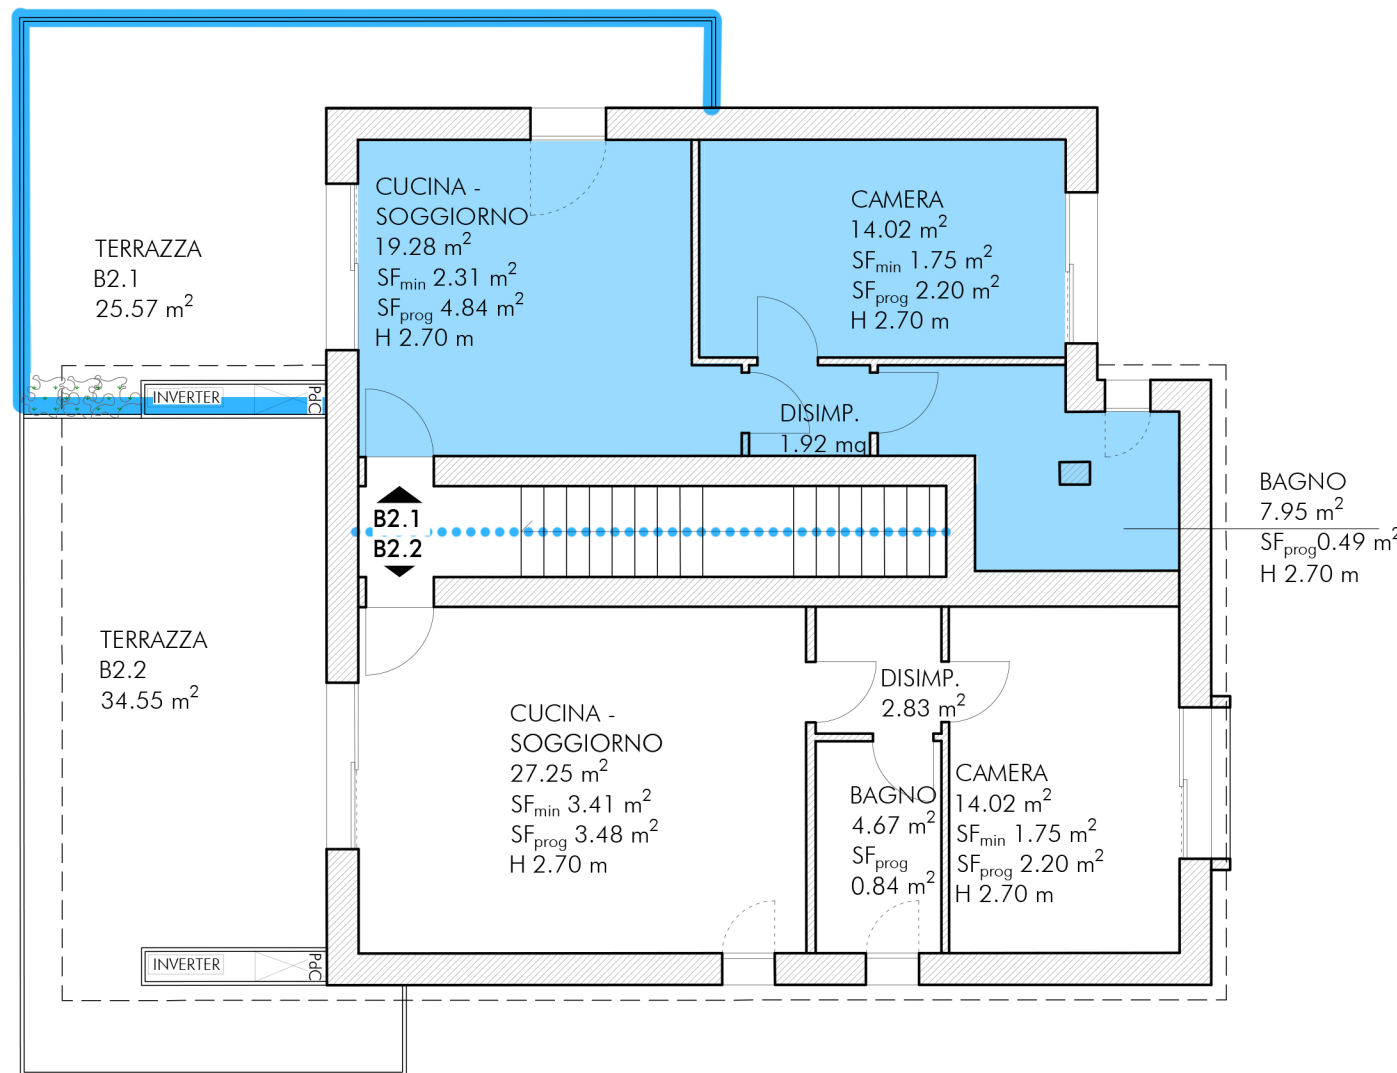 CUCINA -
SOGGIORNO
19.28 m²
SFmin 2.31 m²
SFprog 4.84 m²
H 2.70 m
CAMERA
14.02 m²
SFmin 1.75 m²
SFprog 2.20 m²
H 2.70 m
TERRAZZA
B2.1
25.57 m²
INVERTER
PdC
DISIMP.
1.92 mq
BAGNO
7.95 m²
SFprog0.49 m²
H 2.70 m
B2.1
B2.2
TERRAZZA
B2.2
34.55 m²
CUCINA -
SOGGIORNO
27.25 m²
SFmin 3.41 m²
SFprog 3.48 m²
H 2.70 m
DISIMP.
2.83 m²
BAGNO
4.67 m²
SFprog
0.84 m²
CAMERA
14.02 m²
SFmin 1.75 m²
SFprog 2.20 m²
H 2.70 m
INVERTER
PdC